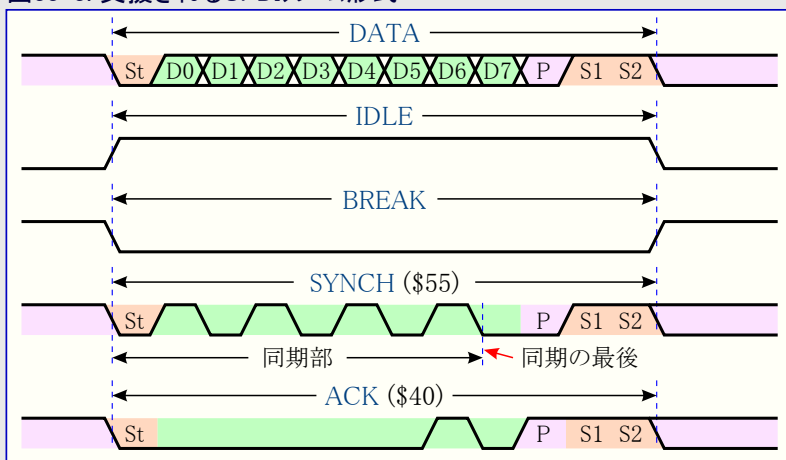 DATA
St D0 D1 D2 D3 D4 D5 D6 D7 P S1 S2
IDLE
BREAK
SYNCH ($55)
St P S1 S2
同期部 同期の最後
ACK ($40)
St P S1 S2